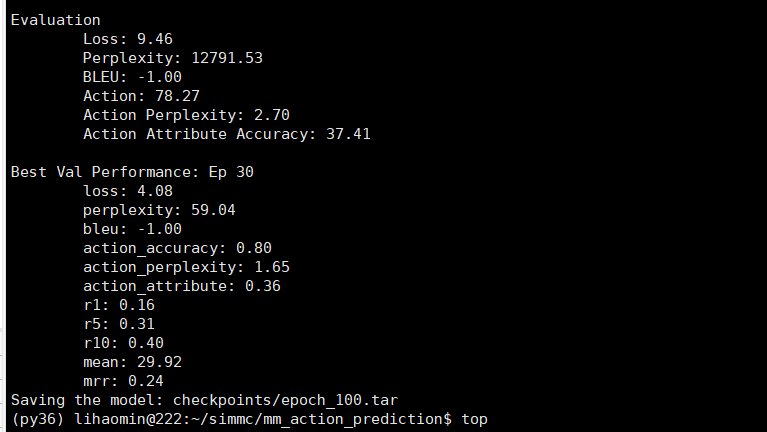 Evaluation
Loss: 9.46
Perplexity: 12791.53
BLEU: -1.00
Action: 78.27
Action Perplexity: 2.70
Action Attribute Accuracy: 37.41
Best Val Performance: Ep 30
loss: 4.08
perplexity: 59.04
bleu: -1.00
action_accuracy: 0.80
action_perplexity: 1.65
action_attribute: 0.36
r1: 0.16
r5: 0.31
r10: 0.40
mean: 29.92
mrr: 0.24
Saving the model: checkpoints/epoch_100.tar
(py36) lihaomin@222:~/simmc/mm_action_prediction$ top